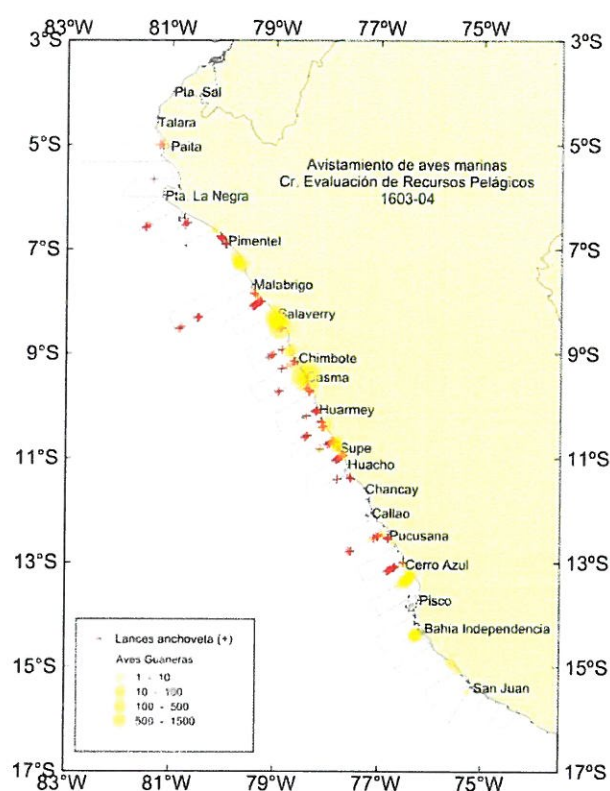 83°W 81°W 79°W 77°W 75°W
3°S 3°S
Pta. Sal
Talara
5°S 5°S
Paita
Avistamiento de aves marinas
Cr. Evaluación de Recursos Pelágicos
1603-04
Pta. La Negra
7°S 7°S
Pimentel
Malabrigo
Salaverry
9°S 9°S
Chimbote
Casma
Huarmey
11°S 11°S
Supe
Huacho
Chancay
Callao
Pucusana
13°S 13°S
Cerro Azul
Pisco
Bahia Independencia
15°S 15°S
San Juan
Lances anchoveta (+)
Aves Guaneras
1 - 10
10 - 100
100 - 500
500 - 1500
17°S 17°S
83°W 81°W 79°W 77°W 75°W